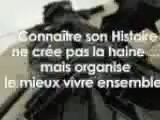 Connaître son Histoire
ne crée pas la haine ...
mais organise
le mieux vivre ensemble